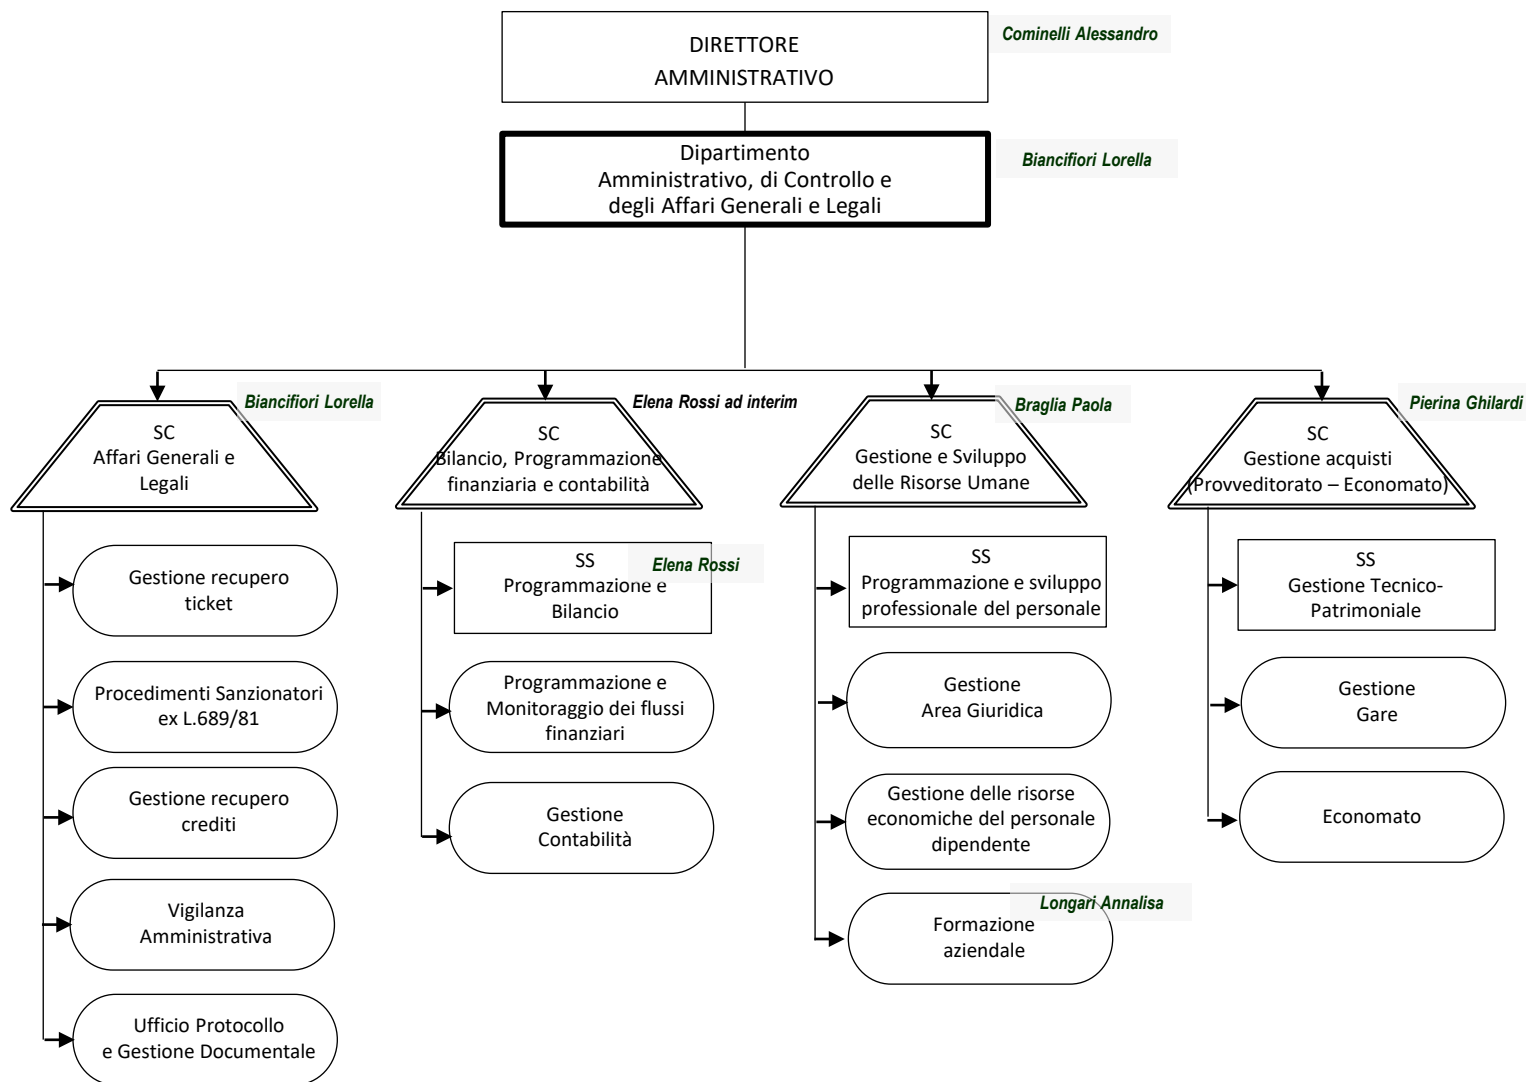 DIRETTORE
AMMINISTRATIVO
Cominelli Alessandro
Dipartimento
Amministrativo, di Controllo e
degli Affari Generali e Legali
Biancifiori Lorella
Biancifiori Lorella
SC
Affari Generali e
Legali
Gestione recupero
ticket
Procedimenti Sanzionatori
ex L.689/81
Gestione recupero
crediti
Vigilanza
Amministrativa
Ufficio Protocollo
e Gestione Documentale
Elena Rossi ad interim
SC
Bilancio, Programmazione
finanziaria e contabilità
Elena Rossi
SS
Programmazione e
Bilancio
Programmazione e
Monitoraggio dei flussi
finanziari
Gestione
Contabilità
Braglia Paola
SC
Gestione e Sviluppo
delle Risorse Umane
SS
Programmazione e sviluppo
professionale del personale
Gestione
Area Giuridica
Gestione delle risorse
economiche del personale
dipendente
Longari Annalisa
Formazione
aziendale
Pierina Ghilardi
SC
Gestione acquisti
(Provveditorato – Economato)
SS
Gestione Tecnico-
Patrimoniale
Gestione
Gare
Economato